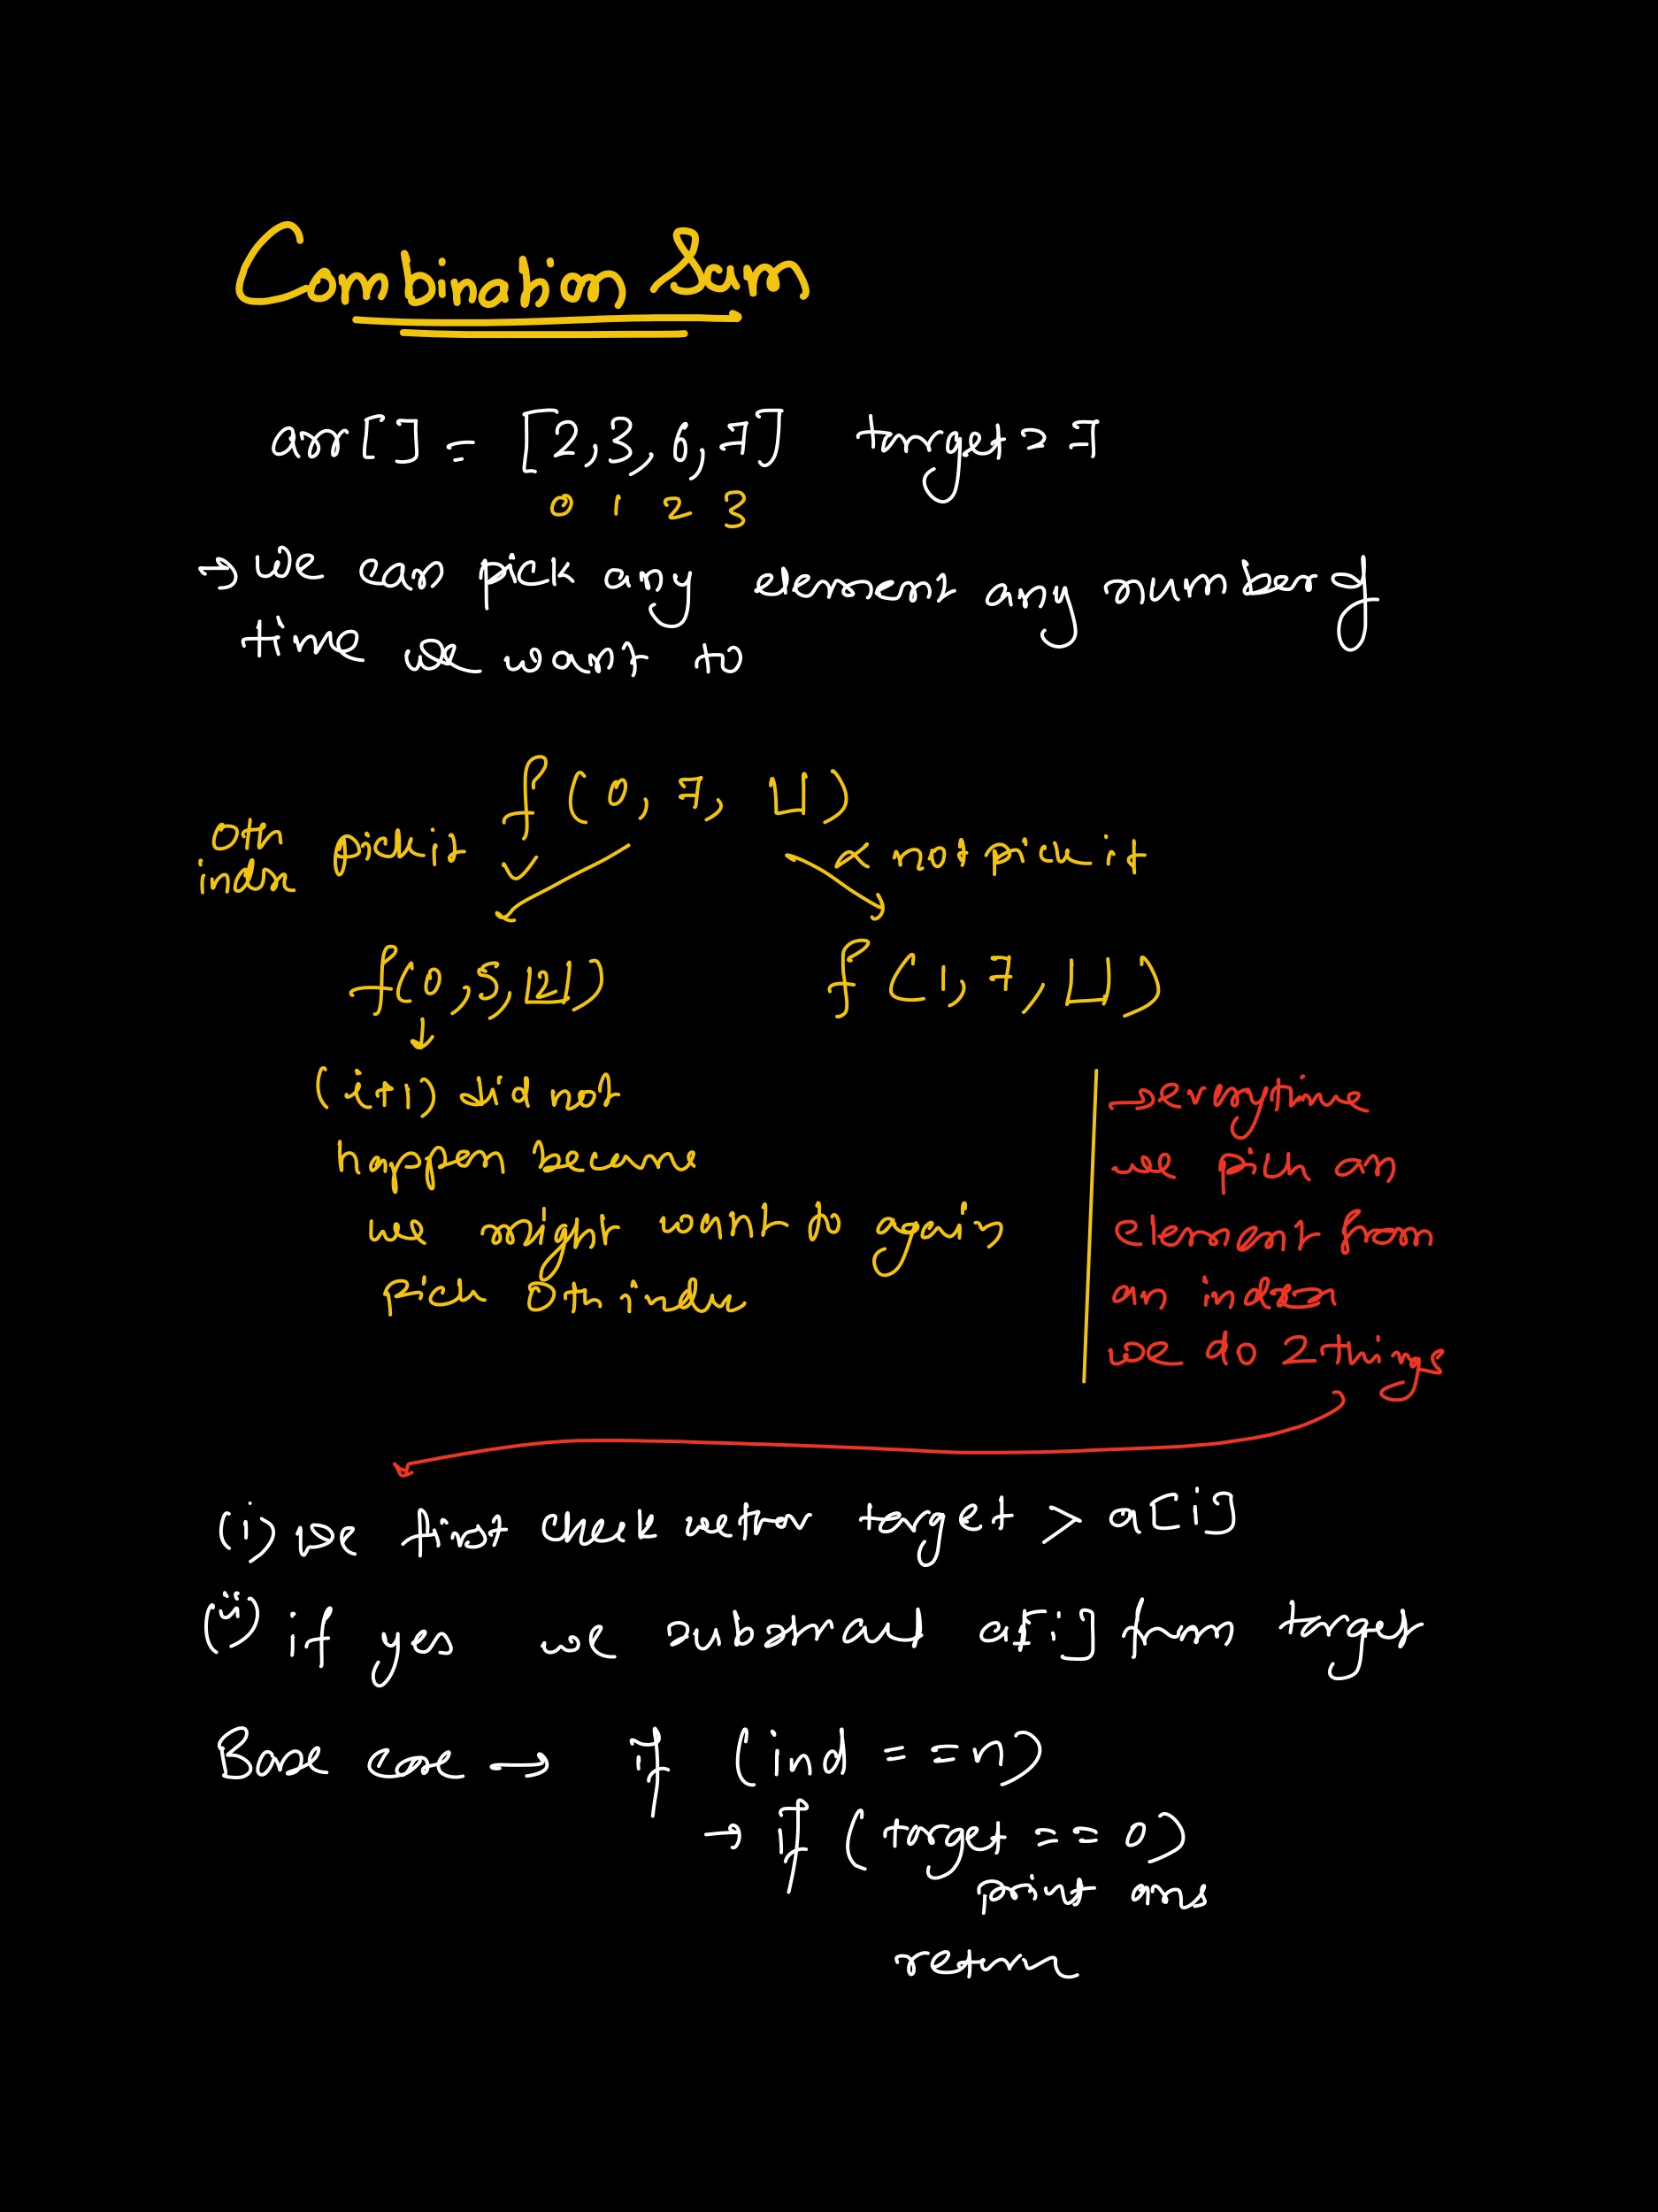 Combination Sum
arr[] = [2,3,6,7] target = 7
0 1 2 3
→ we can pick any element any number of
time we want to
f(0, 7, [])
0th
index
pick it ✓
× not pick it
f(0,5,[2])
f(1,7,[])
↓
(i+1) did not
happen because
we might want to again
pick 0th index
→ everytime
we pick an
element from
an index
we do 2 things
(i) we first check wether target > a[i]
(ii) if yes we substract a[i] from target
Base case → if (ind == n)
→ if (target == 0)
print ans
return